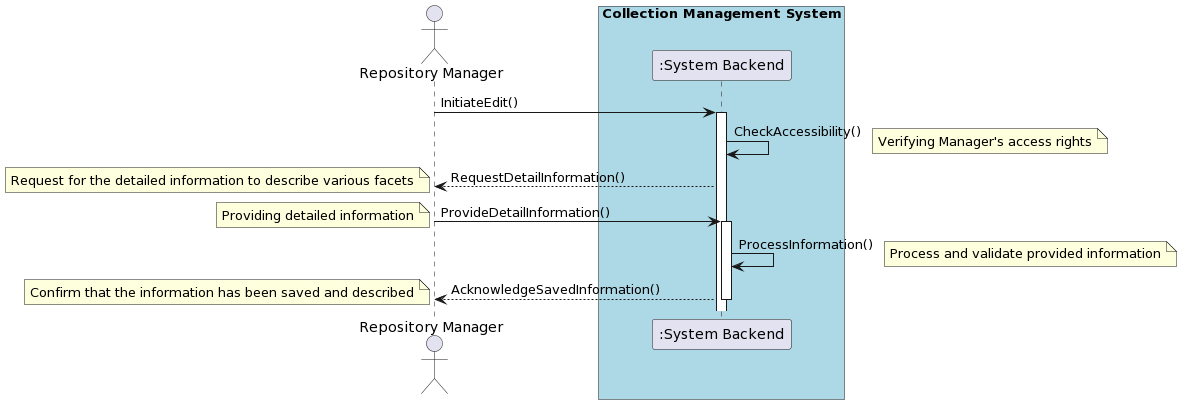 Collection Management System
:System Backend
Repository Manager
InitiateEdit()
CheckAccessibility()
Verifying Manager's access rights
Request for the detailed information to describe various facets
RequestDetailInformation()
Providing detailed information
ProvideDetailInformation()
ProcessInformation()
Process and validate provided information
Confirm that the information has been saved and described
AcknowledgeSavedInformation()
Repository Manager
:System Backend